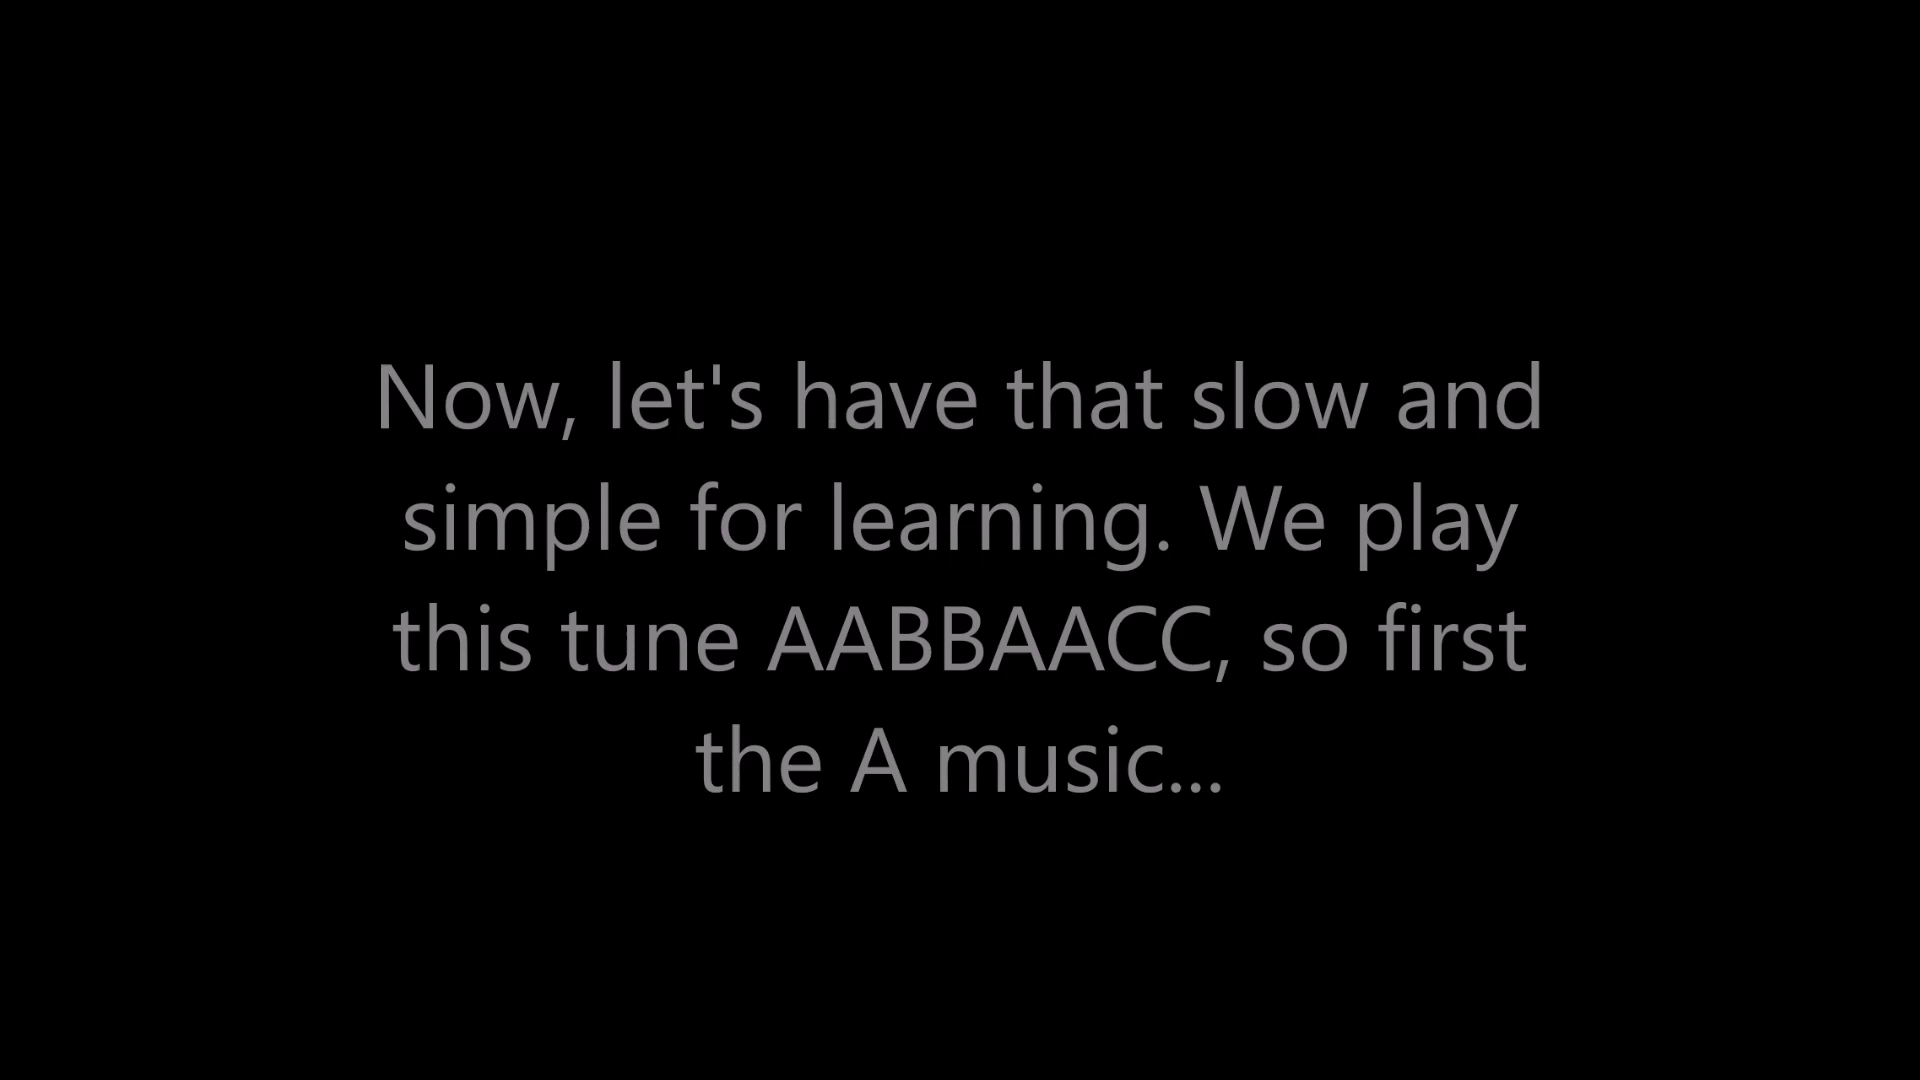 Now, let's have that slow and
simple for learning. We play
this tune AABBAACC, so first
the A music...